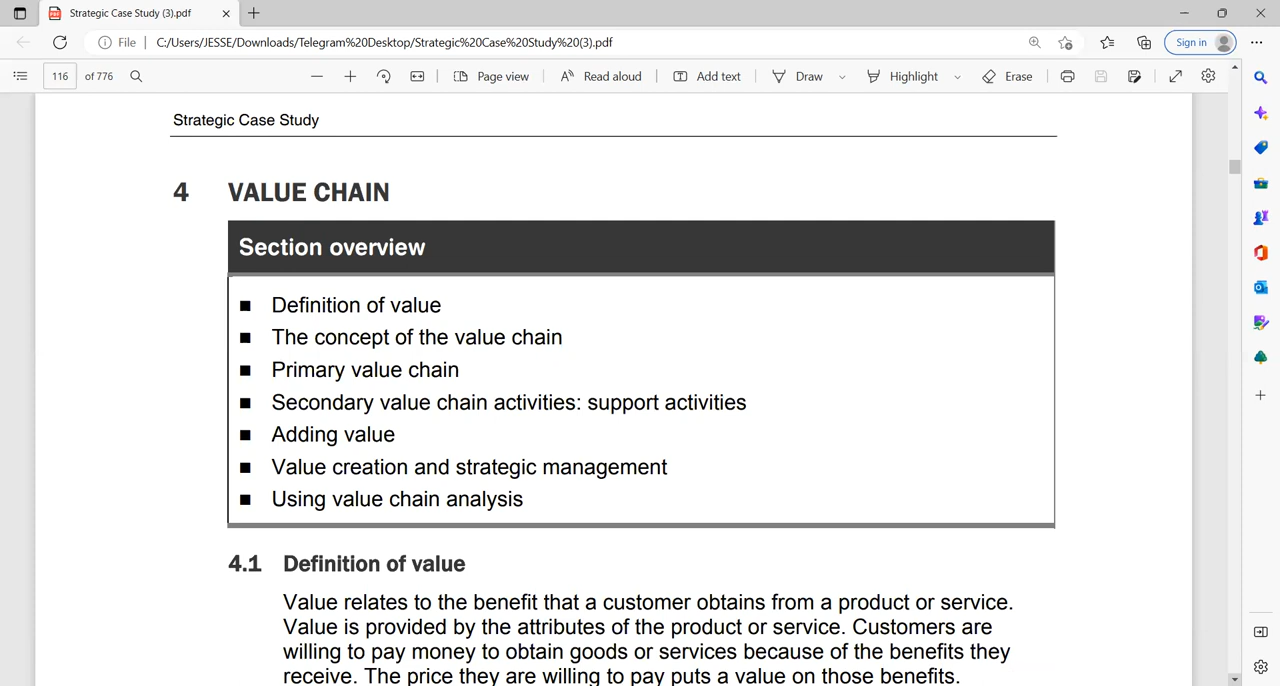 Strategic Case Study (3).pdf
File
C:/Users/JESSE/Downloads/Telegram%20Desktop/Strategic%20Case%20Study%20(3).pdf
Sign in
116 of 776
Page view
Read aloud
Add text
Draw
Highlight
Erase
Strategic Case Study
4 VALUE CHAIN
Section overview
■ Definition of value
■ The concept of the value chain
■ Primary value chain
■ Secondary value chain activities: support activities
■ Adding value
■ Value creation and strategic management
■ Using value chain analysis
4.1 Definition of value
Value relates to the benefit that a customer obtains from a product or service.
Value is provided by the attributes of the product or service. Customers are
willing to pay money to obtain goods or services because of the benefits they
receive. The price they are willing to pay puts a value on those benefits.